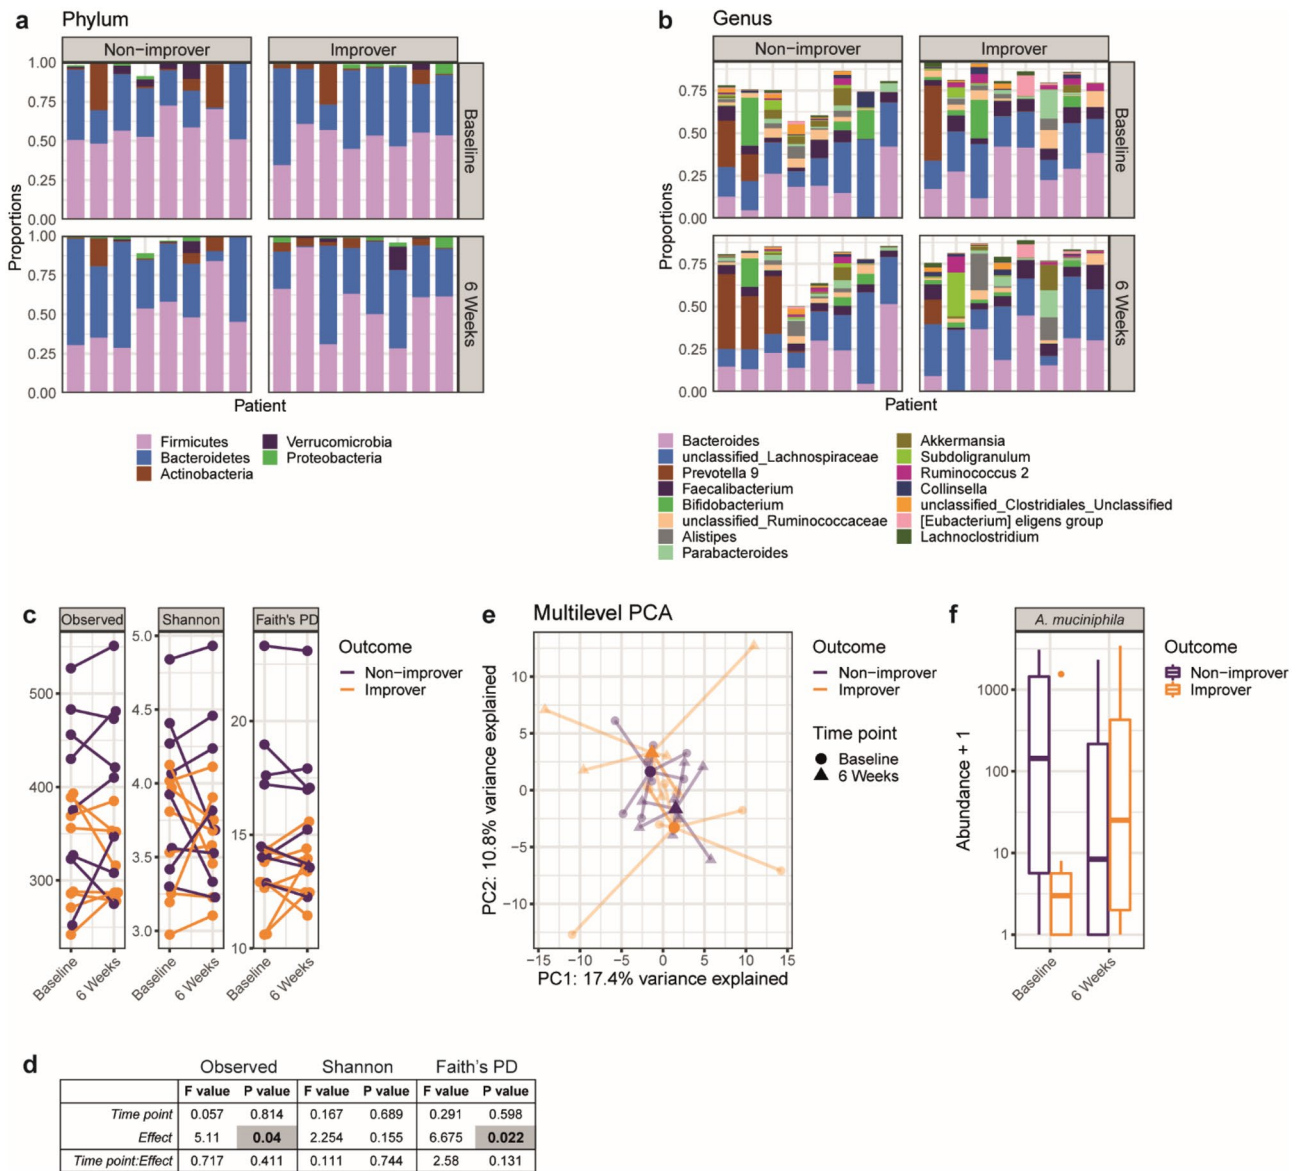 a Phylum
Non-improver Improver
1.00
0.75
0.50
0.25
0.00
Baseline
1.00
0.75
0.50
0.25
0.00
6 Weeks
Proportions
Patient
Firmicutes
Bacteroidetes
Actinobacteria
Verrucomicrobia
Proteobacteria
b Genus
Non-improver Improver
0.75
0.50
0.25
0.00
Baseline
0.75
0.50
0.25
0.00
6 Weeks
Proportions
Patient
Bacteroides
unclassified_Lachnospiraceae
Prevotella 9
Faecalibacterium
Bifidobacterium
unclassified_Ruminococcaceae
Alistipes
Parabacteroides
Akkermansia
Subdoligranulum
Ruminococcus 2
Collinsella
unclassified_Clostridiales_Unclassified
[Eubacterium] eligens group
Lachnoclostridium
c
Observed
500
400
300
Baseline
6 Weeks
Shannon
5.0
4.5
4.0
3.5
3.0
Baseline
6 Weeks
Faith's PD
20
15
10
Baseline
6 Weeks
Outcome
Non-improver
Improver
e Multilevel PCA
10
5
0
−5
−10
PC2: 10.8% variance explained
−15 −10 −5 0 5 10 15
PC1: 17.4% variance explained
Outcome
Non-improver
Improver
Time point
Baseline
6 Weeks
f
A. muciniphila
1000
100
10
1
Abundance + 1
Baseline
6 Weeks
Outcome
Non-improver
Improver
d
Observed Shannon Faith's PD
F value P value F value P value F value P value
Time point 0.057 0.814 0.167 0.689 0.291 0.598
Effect 5.11 0.04 2.254 0.155 6.675 0.022
Time point:Effect 0.717 0.411 0.111 0.744 2.58 0.131